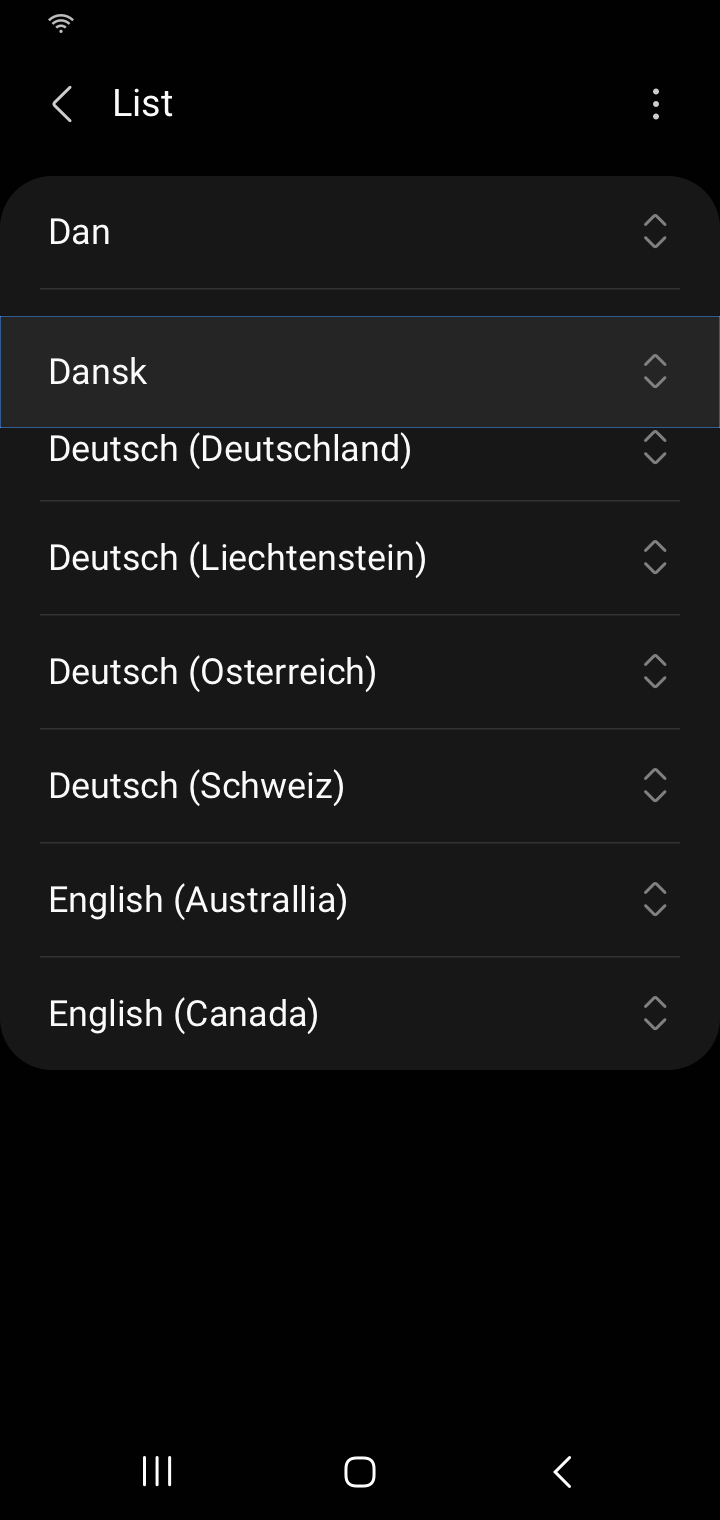 List
Dan
Dansk
Deutsch (Deutschland)
Deutsch (Liechtenstein)
Deutsch (Osterreich)
Deutsch (Schweiz)
English (Australlia)
English (Canada)